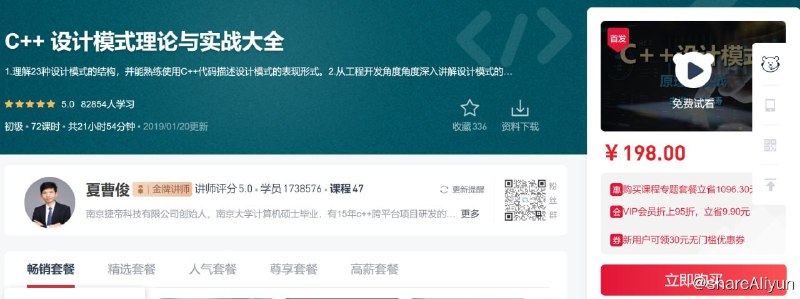 C++ 设计模式理论与实战大全
1.理解23种设计模式的结构，并能熟练使用C++代码描述设计模式的表现形式。2.从工程开发角度角度深入讲解设计模式的...
5.0 82854人学习
初级 • 72课时 • 共21小时54分钟 • 2019/01/20更新
收藏 336
资料下载
首发
C++ 设计模式
免费试看
￥198.00
惠 购买课程专题套餐立省1096.30元
会 VIP会员折上95折，立省9.90元
券 新用户可领30元无门槛优惠券
立即购买
夏曹俊 金牌讲师 讲师评分 5.0 • 学员 1738576 • 课程 47
更新提醒
南京捷帝科技有限公司创始人，南京大学计算机硕士毕业，有15年c++跨平台项目研发的... 更多
粉丝群
畅销套餐 精选套餐 人气套餐 尊享套餐 高薪套餐
@shareAliyun